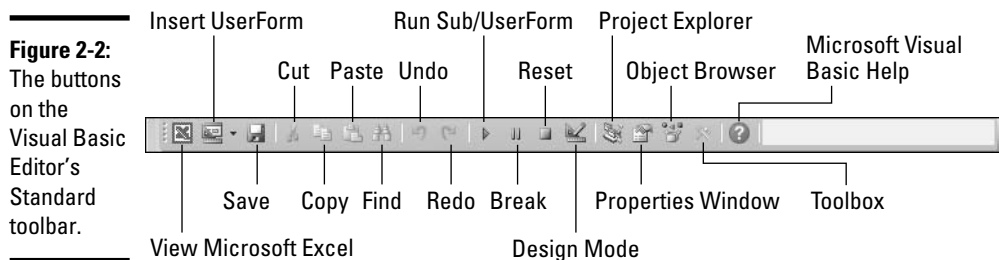 Figure 2-2:
The buttons
on the
Visual Basic
Editor's
Standard
toolbar.
Insert UserForm
Run Sub/UserForm
Project Explorer
Microsoft Visual
Basic Help
Cut
Paste
Undo
Reset
Object Browser
Save
Copy
Find
Redo
Break
Properties Window
Toolbox
View Microsoft Excel
Design Mode